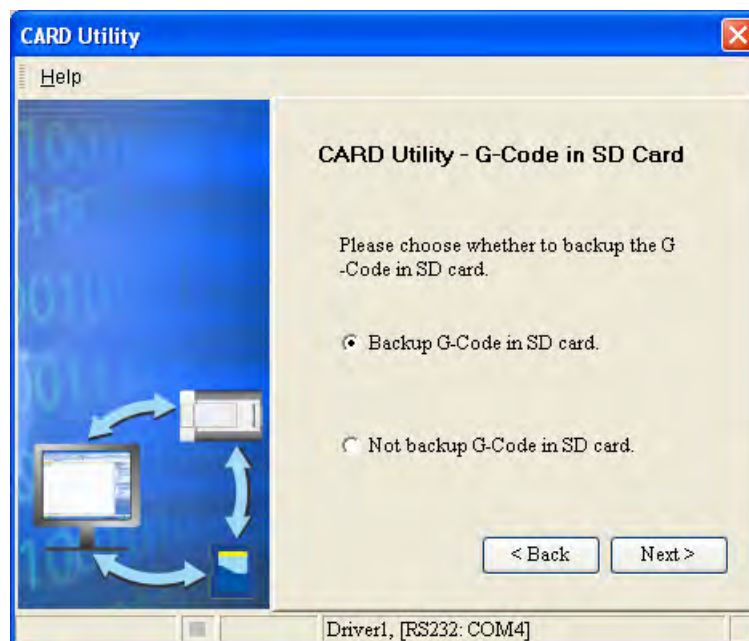 CARD Utility
Help
CARD Utility - G-Code in SD Card
Please choose whether to backup the G
-Code in SD card.
Backup G-Code in SD card.
Not backup G-Code in SD card.
< Back
Next >
Driver1, [RS232: COM4]